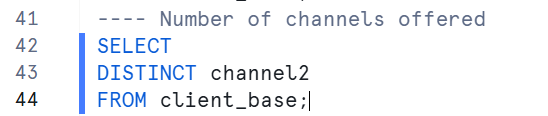 41 ---- Number of channels offered
42 SELECT
43 DISTINCT channel2
44 FROM client_base;